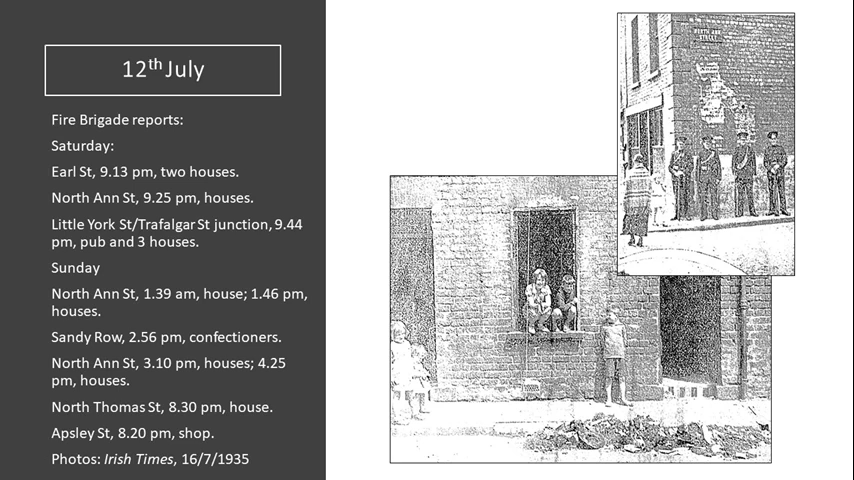 12th July
Fire Brigade reports:
Saturday:
Earl St, 9.13 pm, two houses.
North Ann St, 9.25 pm, houses.
Little York St/Trafalgar St junction, 9.44
pm, pub and 3 houses.
Sunday
North Ann St, 1.39 am, house; 1.46 pm,
houses.
Sandy Row, 2.56 pm, confectioners.
North Ann St, 3.10 pm, houses; 4.25
pm, houses.
North Thomas St, 8.30 pm, house.
Apsley St, 8.20 pm, shop.
Photos: Irish Times, 16/7/1935
NORTH ANN
STREET